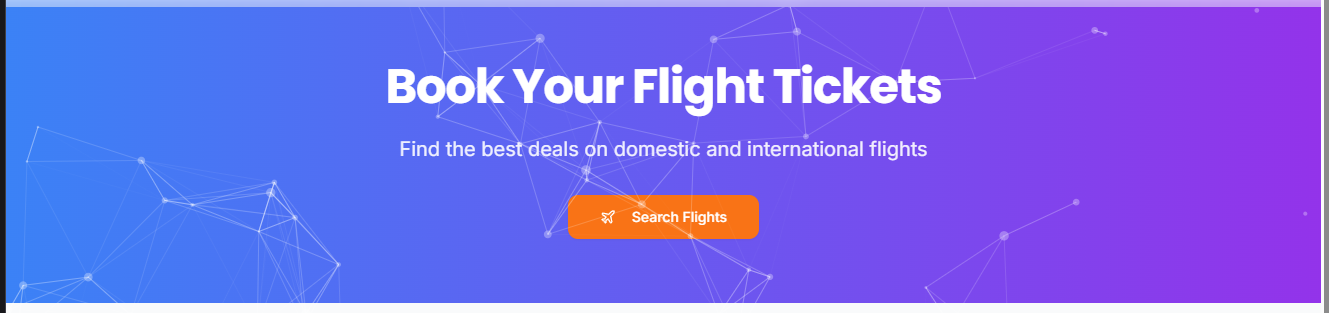 Book Your Flight Tickets
Find the best deals on domestic and international flights
Search Flights